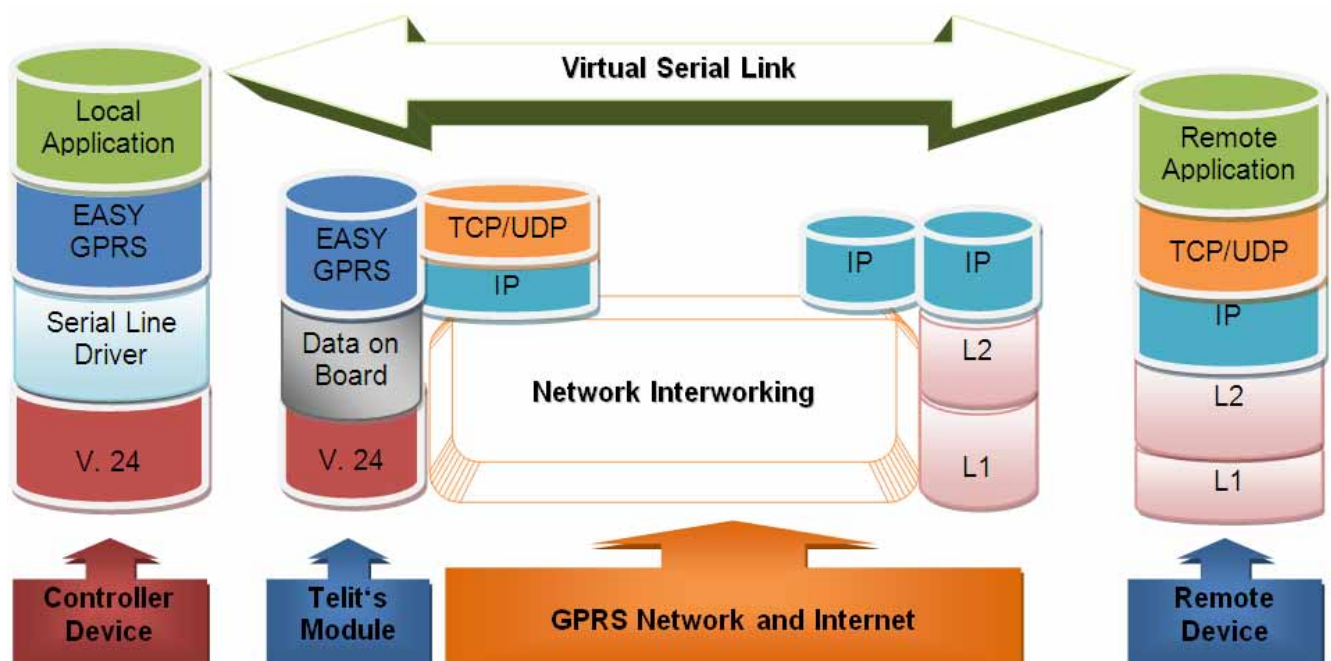 Virtual Serial Link
Local
Application
EASY
GPRS
Serial Line
Driver
V. 24
EASY
GPRS
Data on
Board
V. 24
TCP/UDP
IP
Network Interworking
IP
IP
L2
L1
Remote
Application
TCP/UDP
IP
L2
L1
Controller
Device
Telit‘s
Module
GPRS Network and Internet
Remote
Device